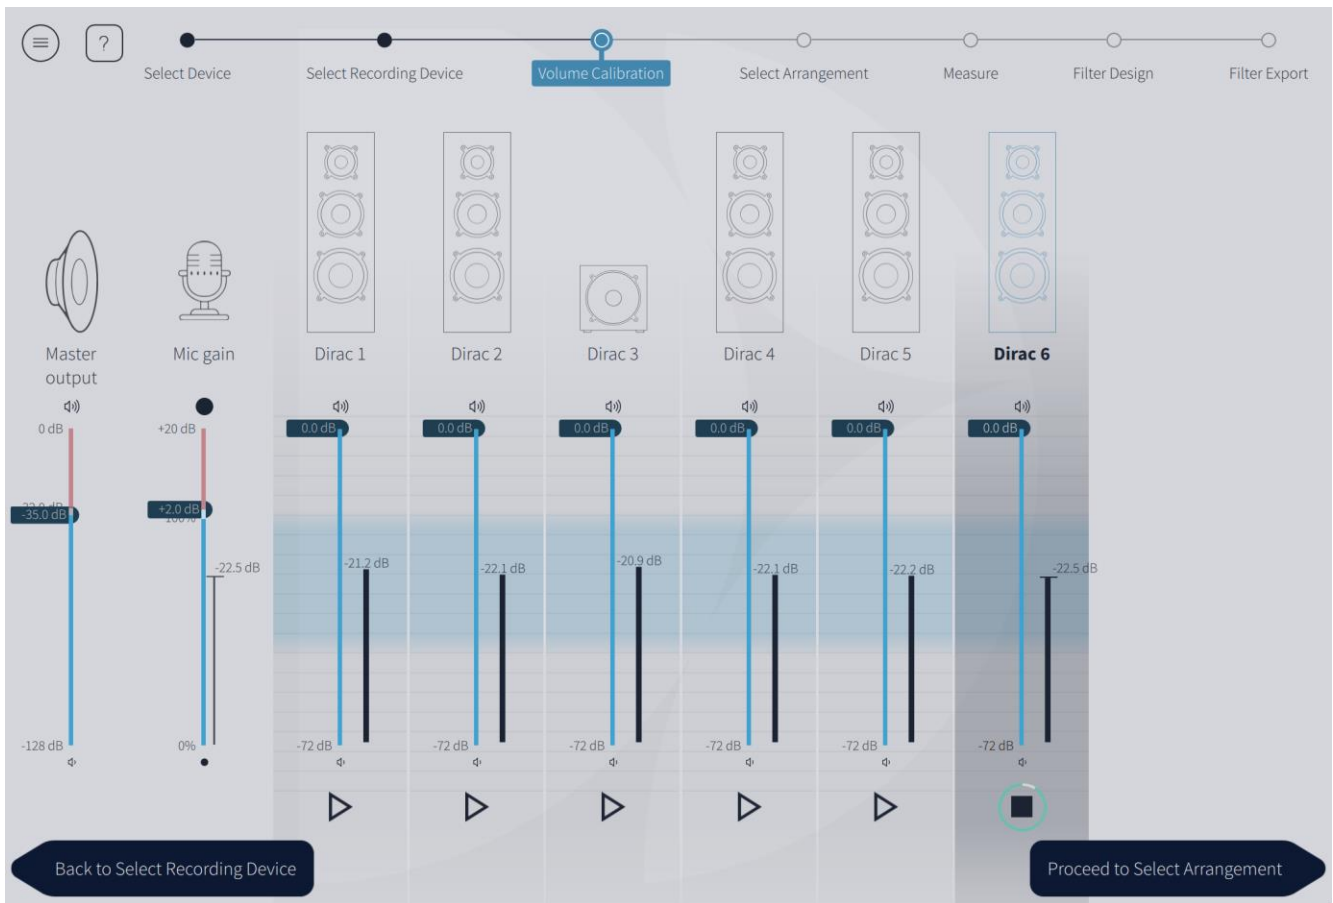 ?
Select Device
Select Recording Device
Volume Calibration
Select Arrangement
Measure
Filter Design
Filter Export
Master
output
Mic gain
Dirac 1
Dirac 2
Dirac 3
Dirac 4
Dirac 5
Dirac 6
0 dB
+20 dB
0.0 dB
0.0 dB
0.0 dB
0.0 dB
0.0 dB
0.0 dB
-35.0 dB
+2.0 dB
100%
-22.5 dB
-21.2 dB
-22.1 dB
-20.9 dB
-22.1 dB
-22.2 dB
-22.5 dB
-128 dB
0%
-72 dB
-72 dB
-72 dB
-72 dB
-72 dB
-72 dB
Back to Select Recording Device
Proceed to Select Arrangement